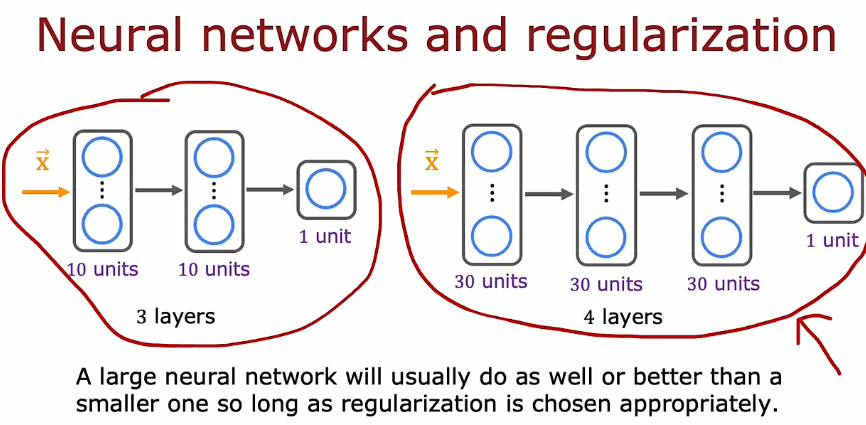 Neural networks and regularization
x⃗
10 units
10 units
1 unit
3 layers
x⃗
30 units
30 units
30 units
1 unit
4 layers
A large neural network will usually do as well or better than a
smaller one so long as regularization is chosen appropriately.